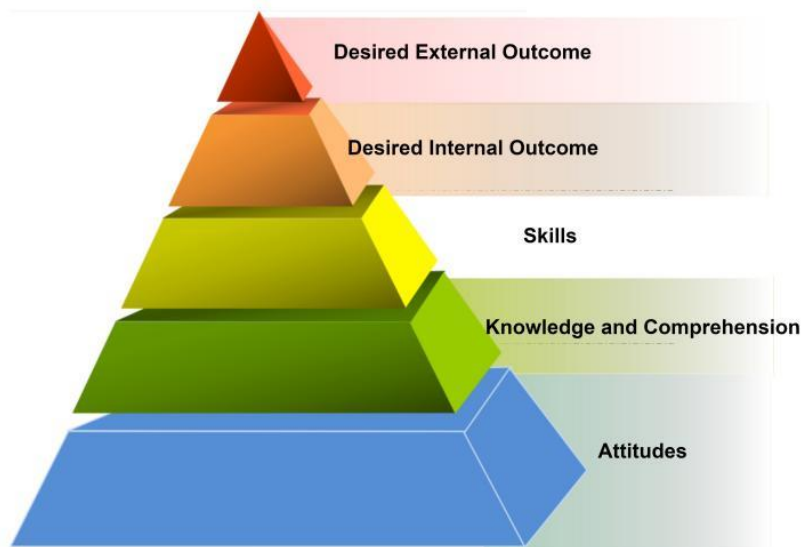 Desired External Outcome
Desired Internal Outcome
Skills
Knowledge and Comprehension
Attitudes